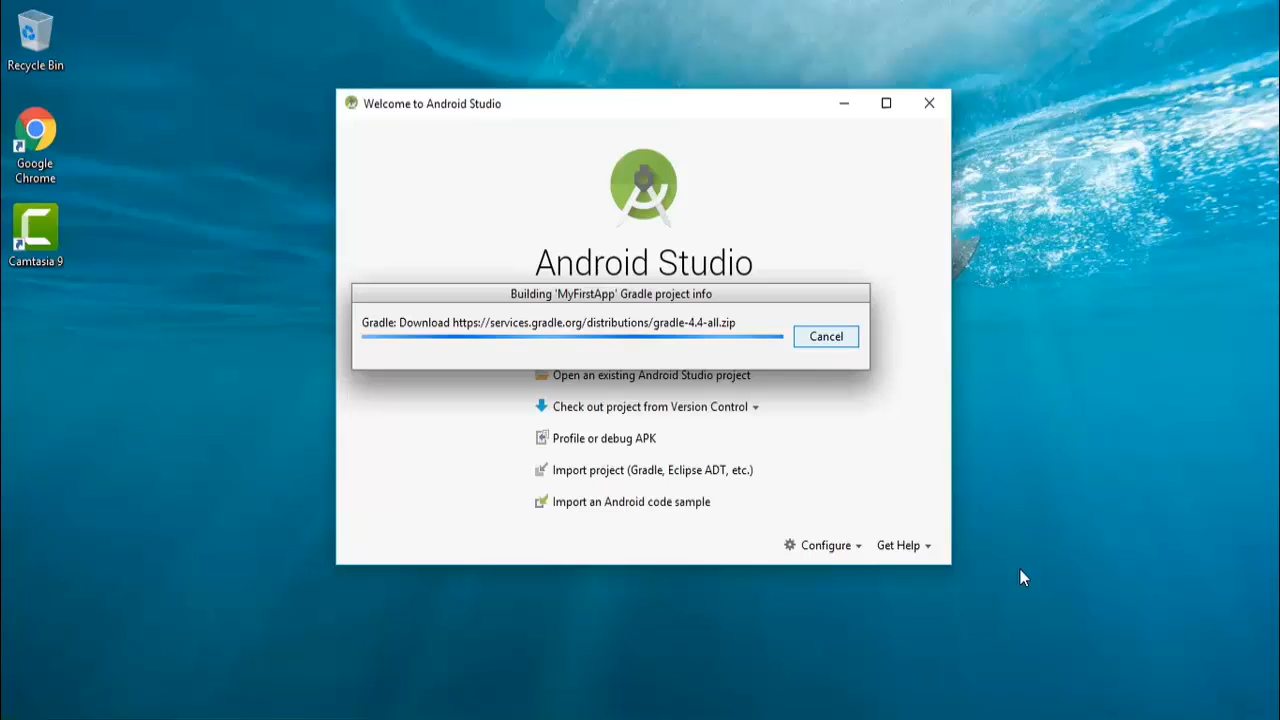 Recycle Bin
Google
Chrome
Camtasia 9
Welcome to Android Studio
Android Studio
Building 'MyFirstApp' Gradle project info
Gradle: Download https://services.gradle.org/distributions/gradle-4.4-all.zip
Cancel
Open an existing Android Studio project
Check out project from Version Control
Profile or debug APK
Import project (Gradle, Eclipse ADT, etc.)
Import an Android code sample
Configure
Get Help